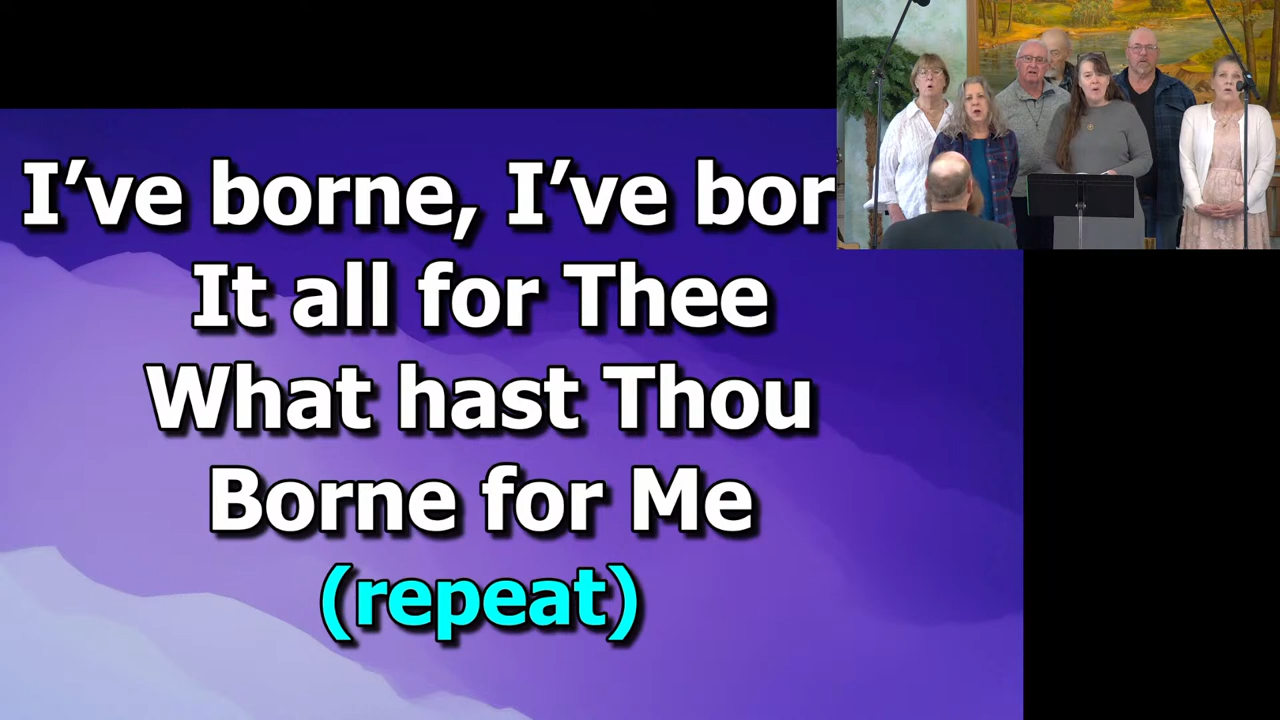 I’ve borne, I’ve bor
It all for Thee
What hast Thou
Borne for Me
(repeat)